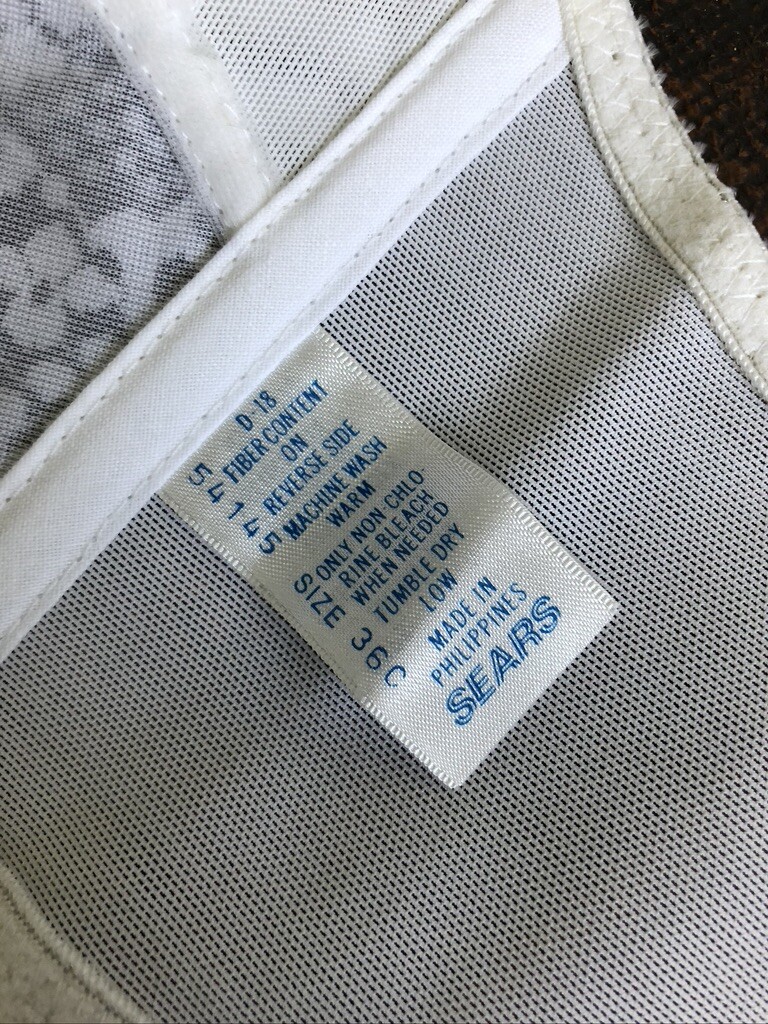 D-18
FIBER CONTENT
ON
REVERSE SIDE
MACHINE WASH
WARM
ONLY NON-CHLO-
RINE BLEACH
WHEN NEEDED
TUMBLE DRY
LOW
MADE IN
PHILIPPINES
SEARS
54145
SIZE 36C